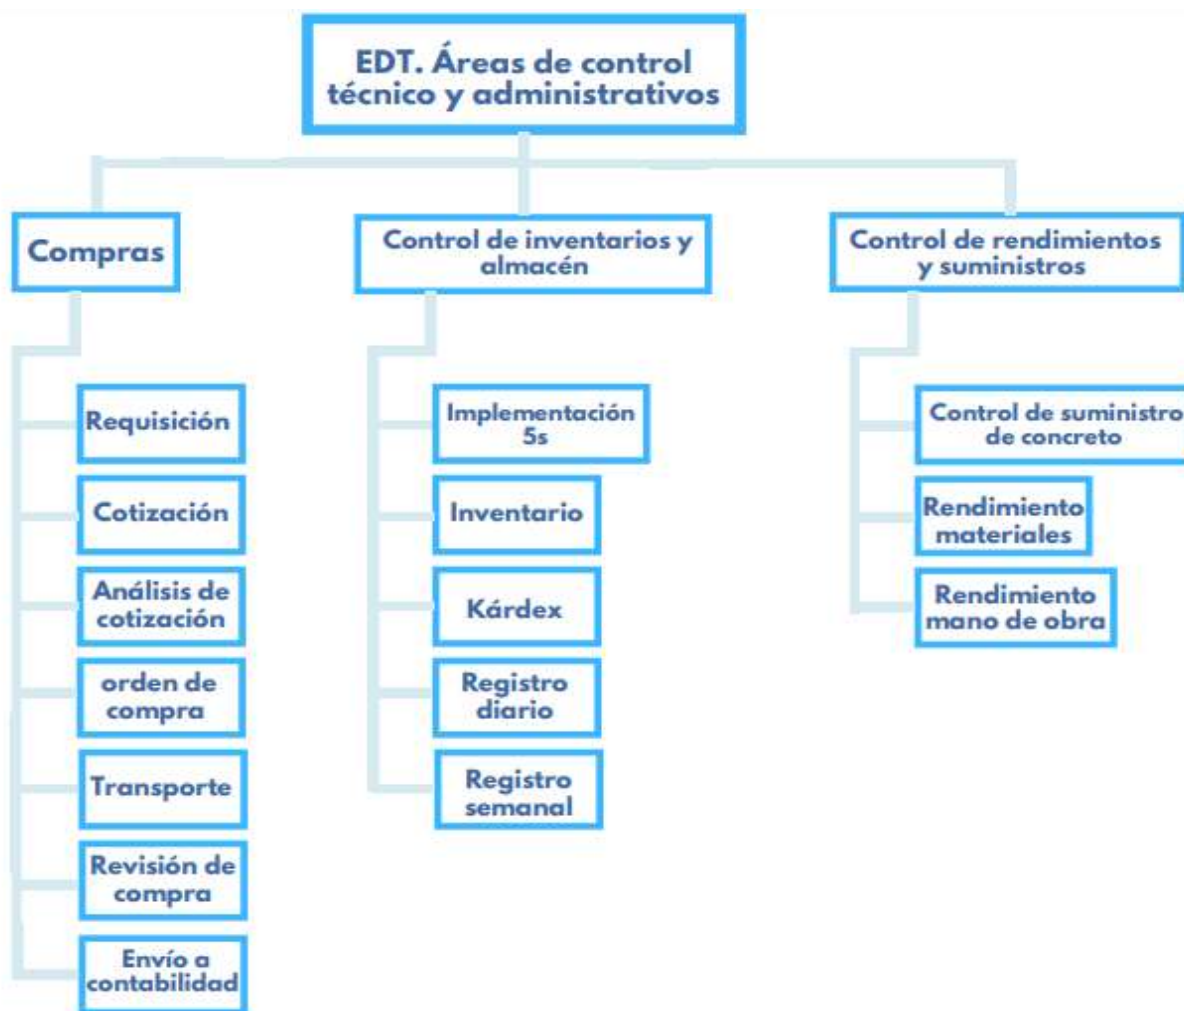 EDT. Áreas de control
técnico y administrativos
Compras
Control de inventarios y
almacén
Control de rendimientos
y suministros
Requisición
Cotización
Análisis de
cotización
orden de
compra
Transporte
Revisión de
compra
Envío a
contabilidad
Implementación
5s
Inventario
Kárdex
Registro
diario
Registro
semanal
Control de suministro
de concreto
Rendimiento
materiales
Rendimiento
mano de obra